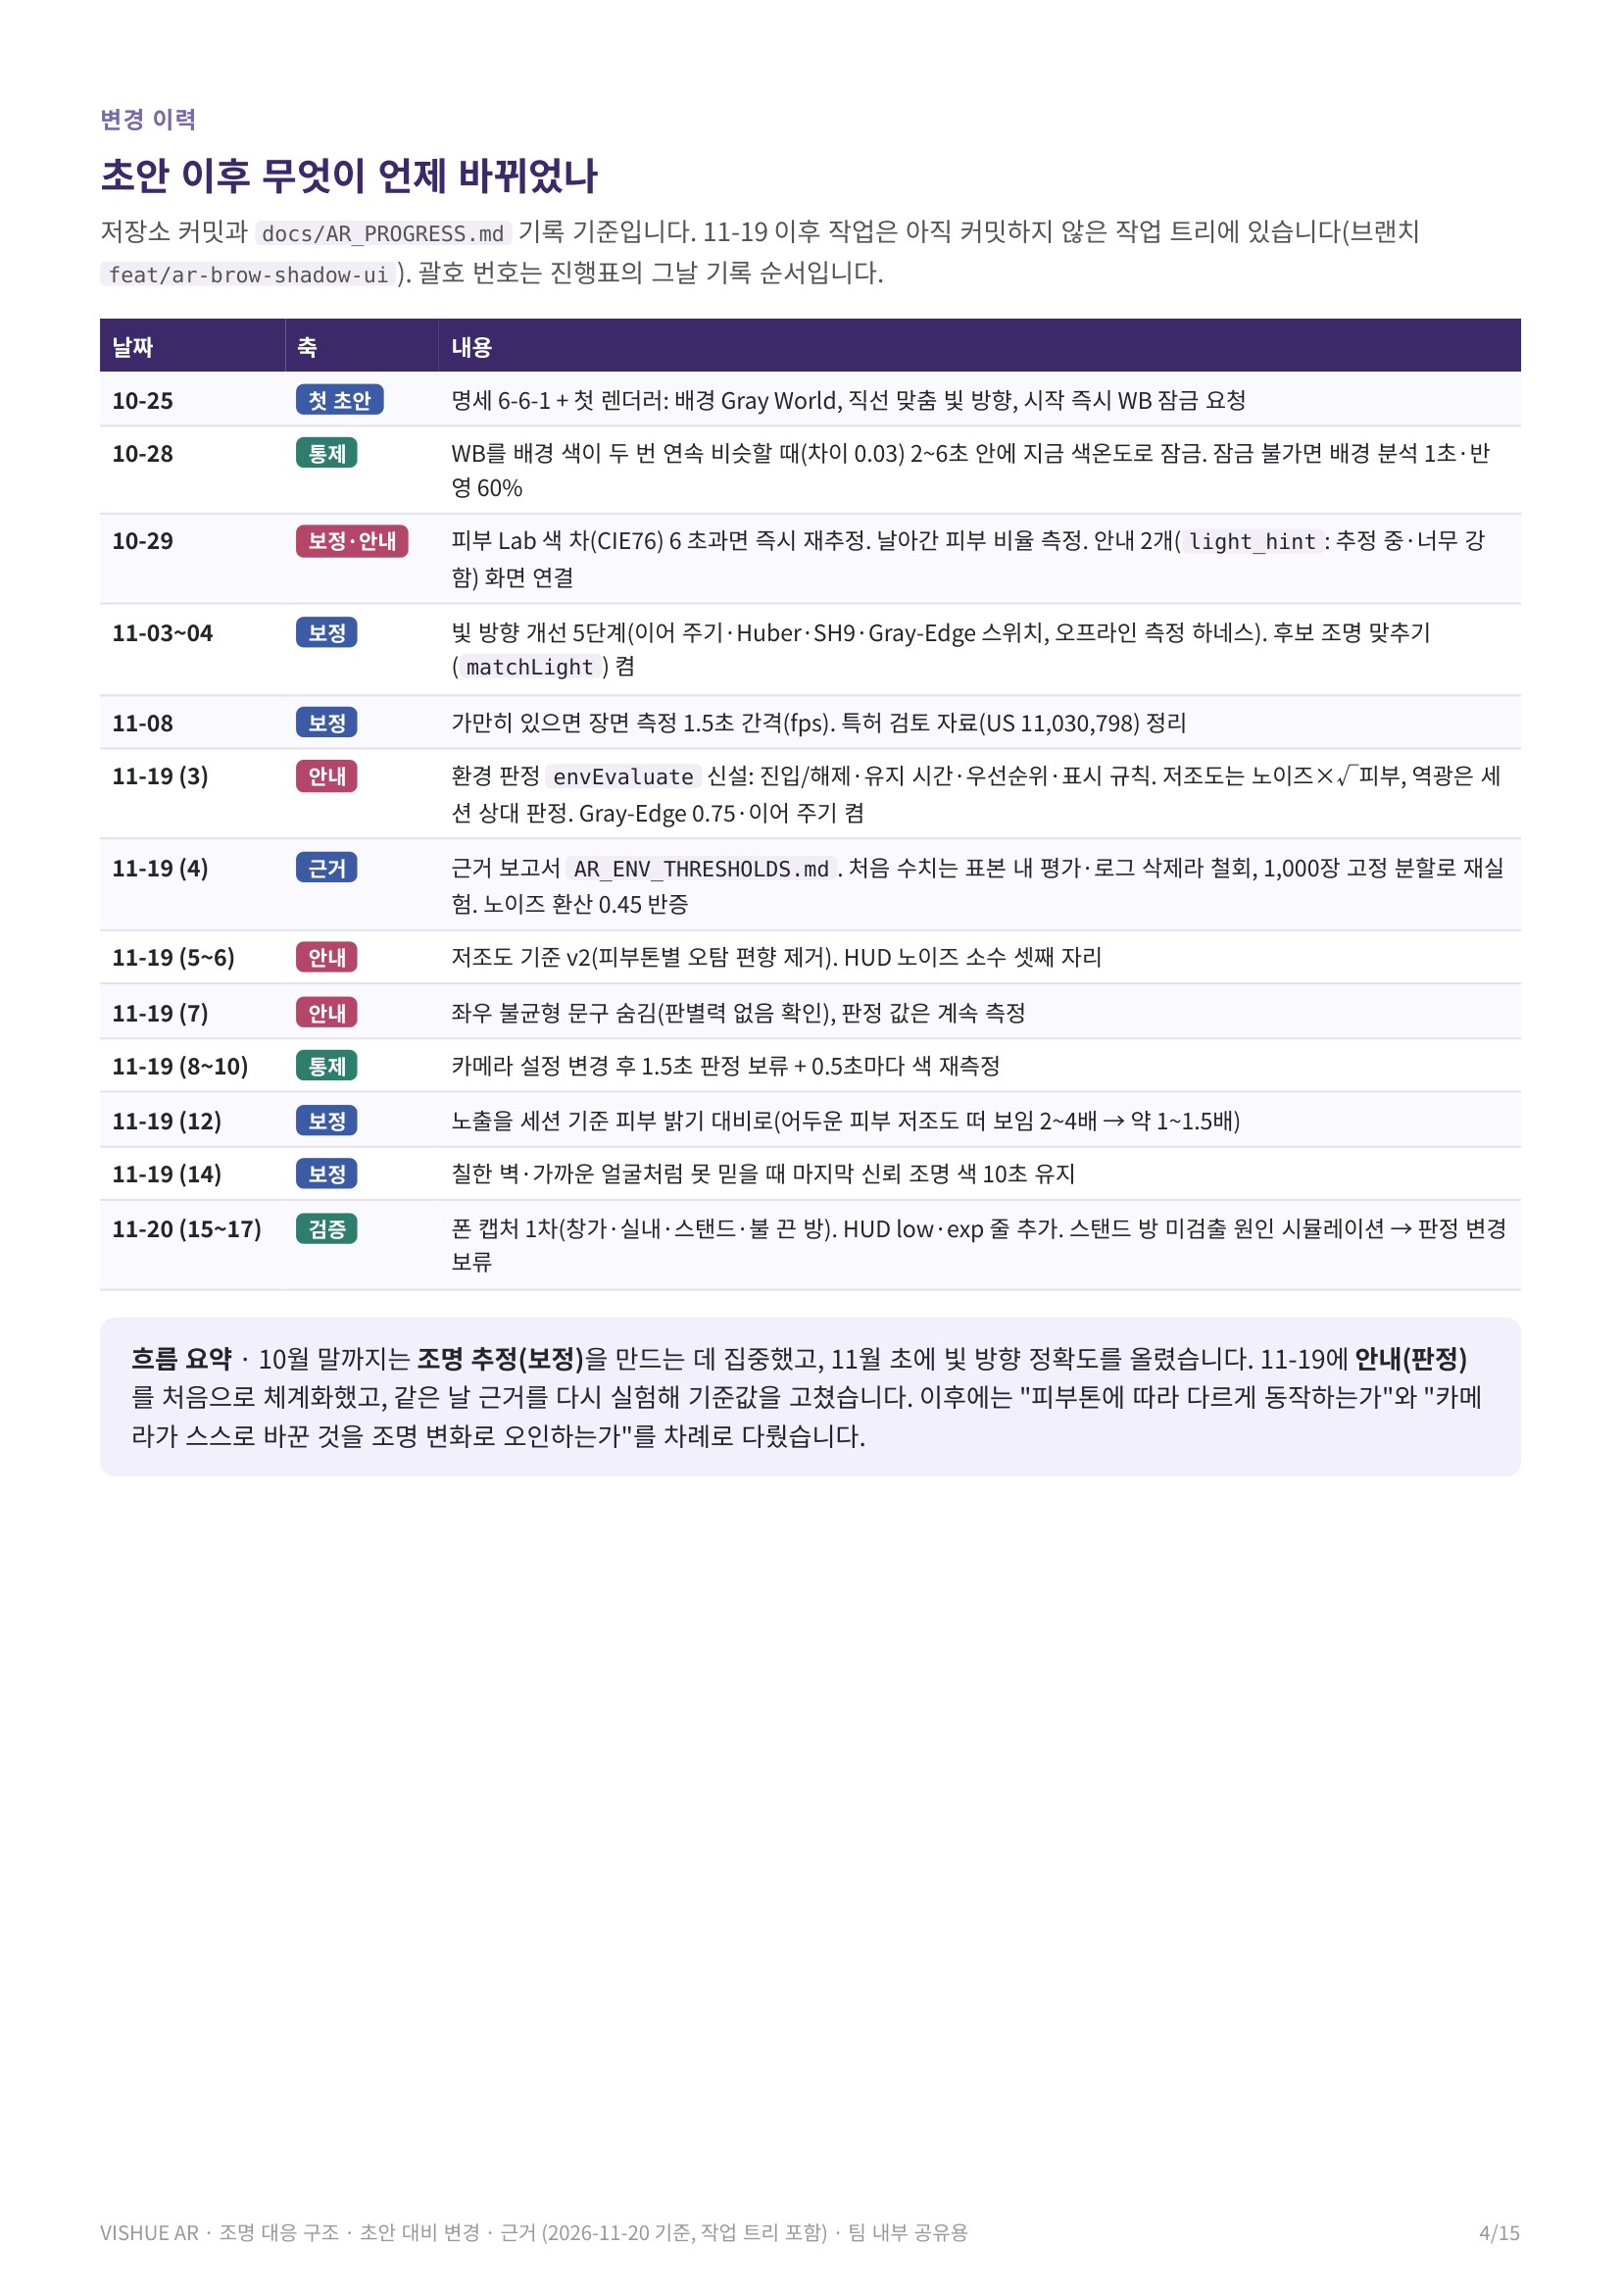 변경 이력
초안 이후 무엇이 언제 바뀌었나
저장소 커밋과 docs/AR_PROGRESS.md 기록 기준입니다. 11-19 이후 작업은 아직 커밋하지 않은 작업 트리에 있습니다(브랜치
feat/ar-brow-shadow-ui). 괄호 번호는 진행표의 그날 기록 순서입니다.
날짜 축 내용
10-25 첫 초안 명세 6-6-1 + 첫 렌더러: 배경 Gray World, 직선 맞춤 빛 방향, 시작 즉시 WB 잠금 요청
10-28 통제 WB를 배경 색이 두 번 연속 비슷할 때(차이 0.03) 2~6초 안에 지금 색온도로 잠금. 잠금 불가면 배경 분석 1초·반
영 60%
10-29 보정·안내 피부 Lab 색 차(CIE76) 6 초과면 즉시 재추정. 날아간 피부 비율 측정. 안내 2개(light_hint: 추정 중·너무 강
함) 화면 연결
11-03~04 보정 빛 방향 개선 5단계(이어 주기·Huber·SH9·Gray-Edge 스위치, 오프라인 측정 하네스). 후보 조명 맞추기
(matchLight) 켬
11-08 보정 가만히 있으면 장면 측정 1.5초 간격(fps). 특허 검토 자료(US 11,030,798) 정리
11-19 (3) 안내 환경 판정 envEvaluate 신설: 진입/해제·유지 시간·우선순위·표시 규칙. 저조도는 노이즈×√피부, 역광은 세
션 상대 판정. Gray-Edge 0.75·이어 주기 켬
11-19 (4) 근거 근거 보고서 AR_ENV_THRESHOLDS.md. 처음 수치는 표본 내 평가·로그 삭제라 철회, 1,000장 고정 분할로 재실
험. 노이즈 환산 0.45 반증
11-19 (5~6) 안내 저조도 기준 v2(피부톤별 오탐 편향 제거). HUD 노이즈 소수 셋째 자리
11-19 (7) 안내 좌우 불균형 문구 숨김(판별력 없음 확인), 판정 값은 계속 측정
11-19 (8~10) 통제 카메라 설정 변경 후 1.5초 판정 보류 + 0.5초마다 색 재측정
11-19 (12) 보정 노출을 세션 기준 피부 밝기 대비로(어두운 피부 저조도 떠 보임 2~4배 → 약 1~1.5배)
11-19 (14) 보정 칠한 벽·가까운 얼굴처럼 못 믿을 때 마지막 신뢰 조명 색 10초 유지
11-20 (15~17) 검증 폰 캡처 1차(창가·실내·스탠드·불 끈 방). HUD low·exp 줄 추가. 스탠드 방 미검출 원인 시뮬레이션 → 판정 변경
보류
흐름 요약 · 10월 말까지는 조명 추정(보정)을 만드는 데 집중했고, 11월 초에 빛 방향 정확도를 올렸습니다. 11-19에 안내(판정)
를 처음으로 체계화했고, 같은 날 근거를 다시 실험해 기준값을 고쳤습니다. 이후에는 "피부톤에 따라 다르게 동작하는가"와 "카메
라가 스스로 바꾼 것을 조명 변화로 오인하는가"를 차례로 다뤘습니다.
VISHUE AR · 조명 대응 구조 · 초안 대비 변경 · 근거 (2026-11-20 기준, 작업 트리 포함) · 팀 내부 공유용 4/15